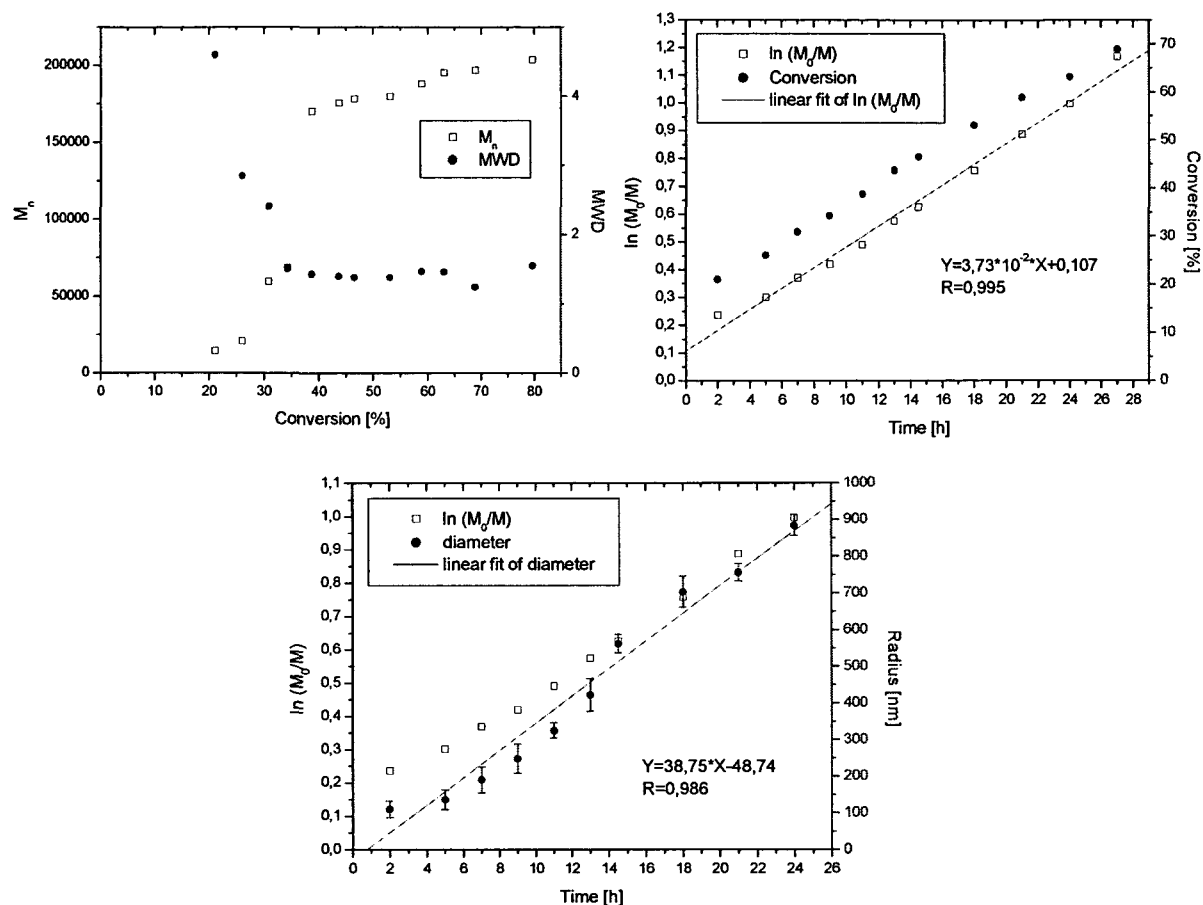 200000
150000
100000
50000
0
Mn
4
2
0
MWD
Mn
MWD
0 10 20 30 40 50 60 70 80 90
Conversion [%]
1,3
1,2
1,1
1,0
0,9
0,8
0,7
0,6
0,5
0,4
0,3
0,2
0,1
0,0
ln (M0/M)
ln (M0/M)
Conversion
linear fit of ln (M0/M)
70
60
50
40
30
20
10
0
Conversion [%]
Y=3,73*10-2*X+0,107
R=0,995
0 2 4 6 8 10 12 14 16 18 20 22 24 26 28
Time [h]
1,1
1,0
0,9
0,8
0,7
0,6
0,5
0,4
0,3
0,2
0,1
0,0
ln (M0/M)
ln (M0/M)
diameter
linear fit of diameter
1000
900
800
700
600
500
400
300
200
100
0
Radius [nm]
Y=38,75*X-48,74
R=0,986
0 2 4 6 8 10 12 14 16 18 20 22 24 26
Time [h]